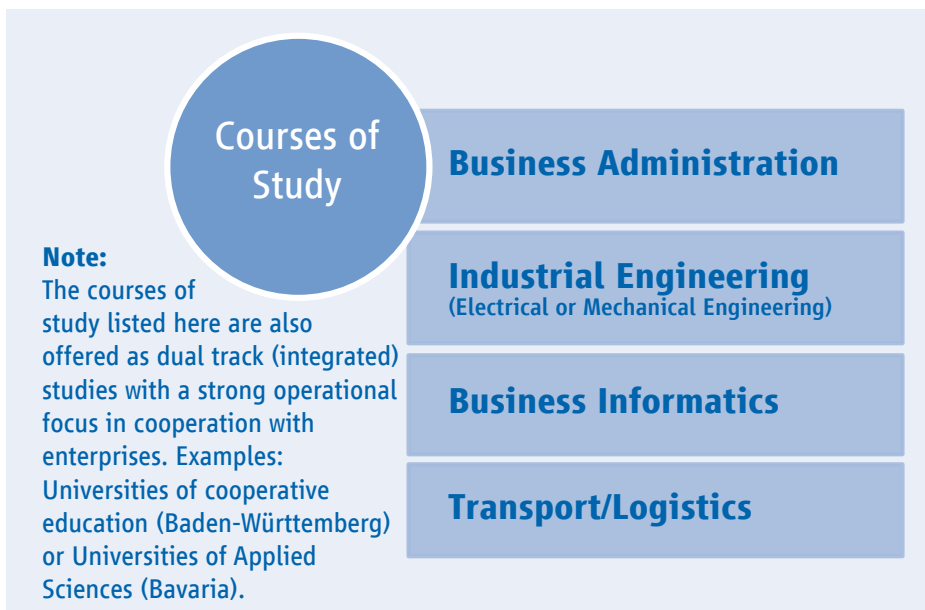 Courses of
Study
Business Administration
Industrial Engineering
(Electrical or Mechanical Engineering)
Business Informatics
Transport/Logistics
Note:
The courses of
study listed here are also
offered as dual track (integrated)
studies with a strong operational
focus in cooperation with
enterprises. Examples:
Universities of cooperative
education (Baden-Württemberg)
or Universities of Applied
Sciences (Bavaria).